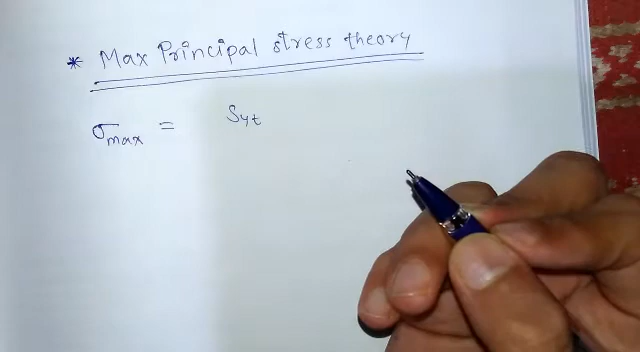 * Max Principal stress theory
σmax = Syt